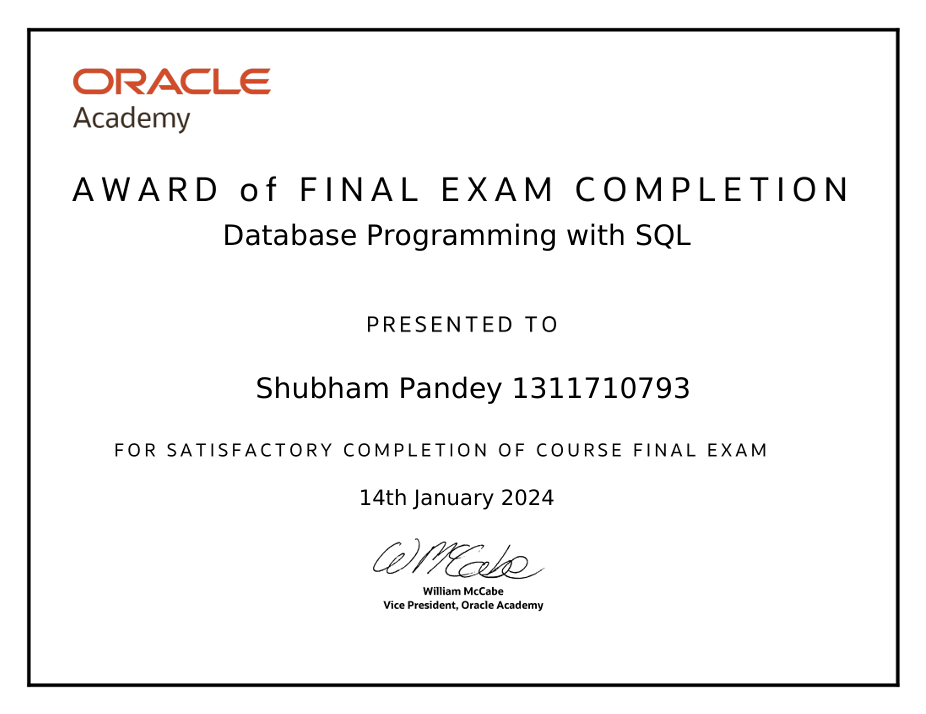 ORACLE
Academy
AWARD of FINAL EXAM COMPLETION
Database Programming with SQL
PRESENTED TO
Shubham Pandey 1311710793
FOR SATISFACTORY COMPLETION OF COURSE FINAL EXAM
14th January 2024
W McCabe
William McCabe
Vice President, Oracle Academy